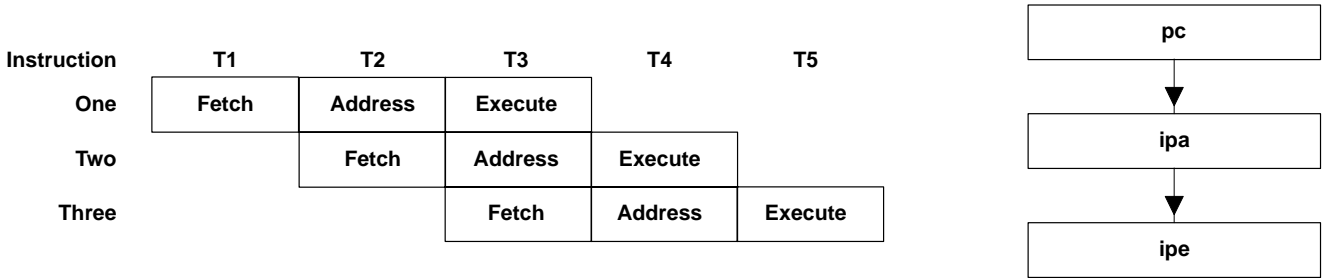 Instruction T1 T2 T3 T4 T5
One Fetch Address Execute
Two Fetch Address Execute
Three Fetch Address Execute
pc
ipa
ipe